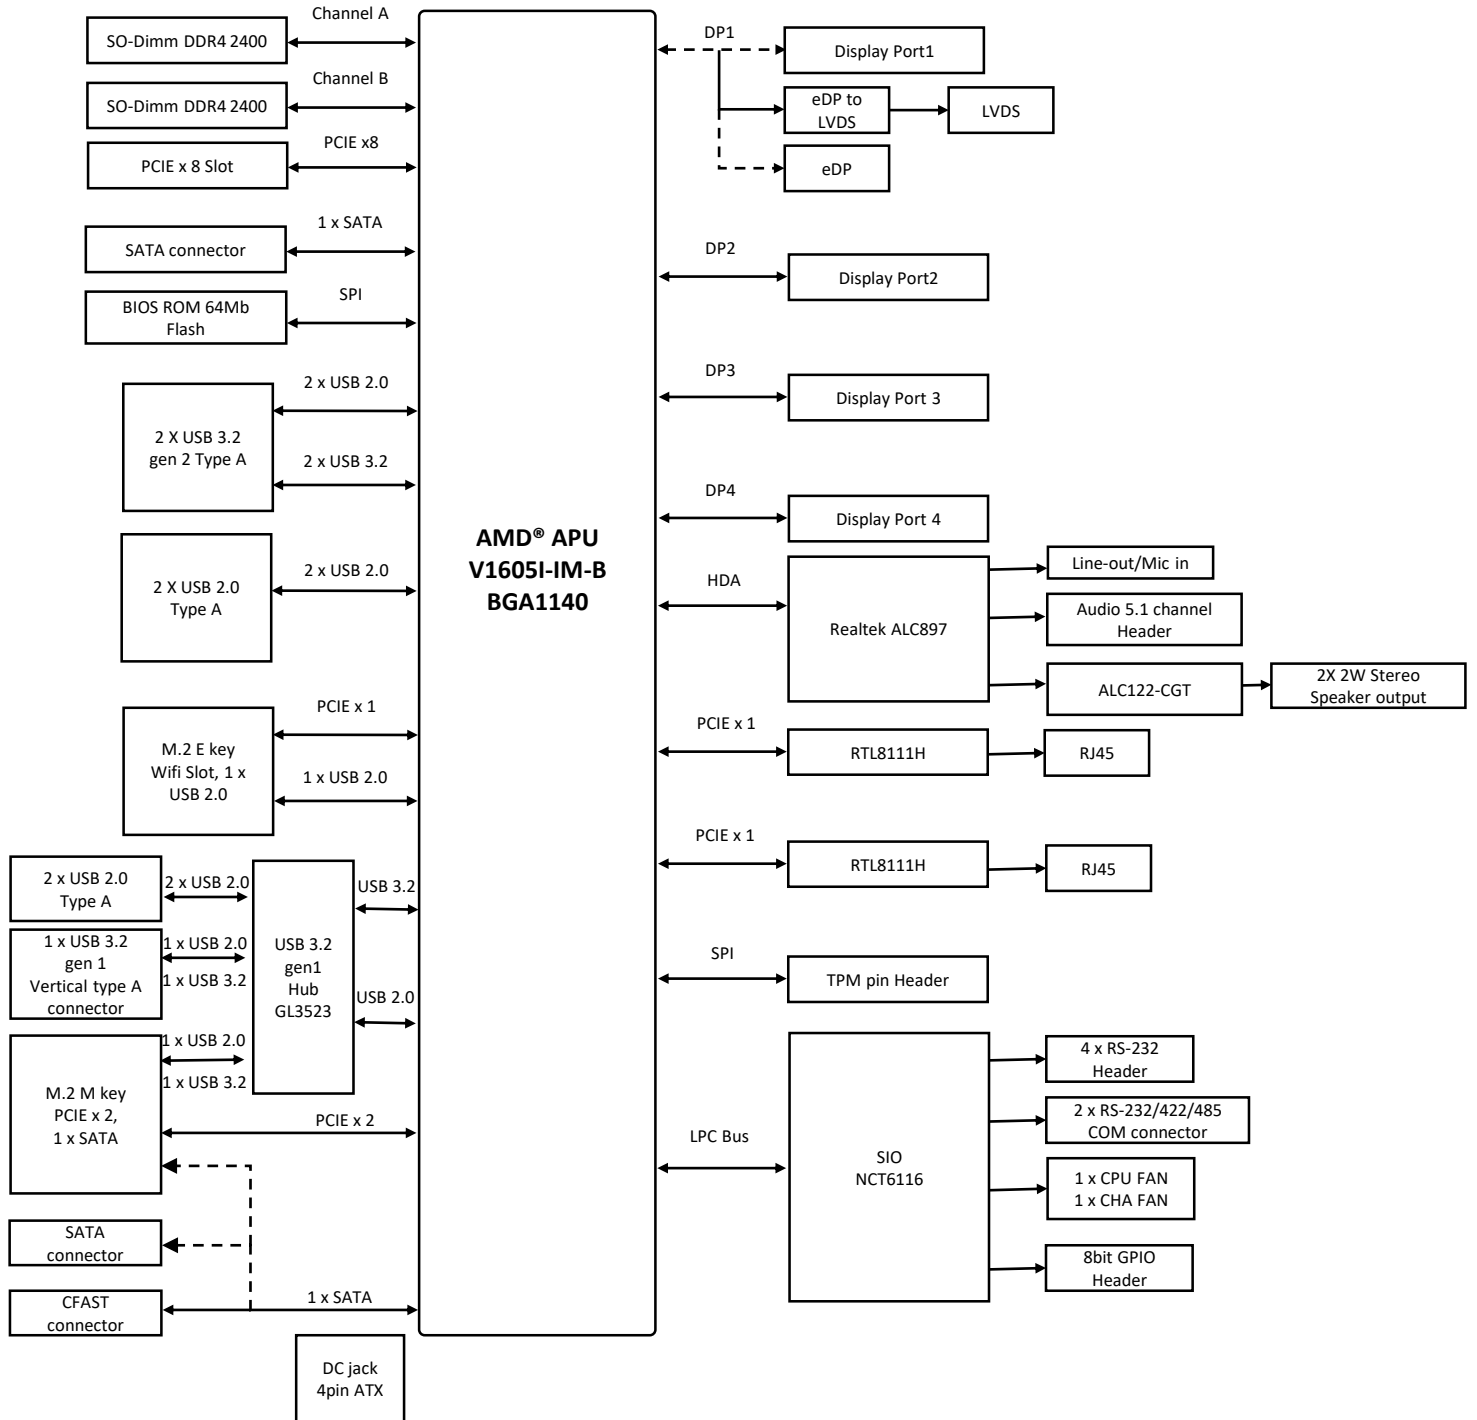 Channel A
SO-Dimm DDR4 2400
Channel B
SO-Dimm DDR4 2400
PCIE x8
PCIE x 8 Slot
1 x SATA
SATA connector
SPI
BIOS ROM 64Mb
Flash
2 x USB 2.0
2 X USB 3.2
gen 2 Type A
2 x USB 3.2
2 x USB 2.0
2 X USB 2.0
Type A
PCIE x 1
M.2 E key
Wifi Slot, 1 x
USB 2.0
1 x USB 2.0
2 x USB 2.0
Type A
2 x USB 2.0
USB 3.2
1 x USB 3.2
gen 1
Vertical type A
connector
1 x USB 2.0
1 x USB 3.2
USB 3.2
gen1
Hub
GL3523
USB 2.0
1 x USB 2.0
1 x USB 3.2
M.2 M key
PCIE x 2,
1 x SATA
PCIE x 2
SATA
connector
CFAST
connector
1 x SATA
DC jack
4pin ATX
AMD® APU
V1605I-IM-B
BGA1140
DP1
Display Port1
eDP to
LVDS
LVDS
eDP
DP2
Display Port2
DP3
Display Port 3
DP4
Display Port 4
HDA
Realtek ALC897
Line-out/Mic in
Audio 5.1 channel
Header
ALC122-CGT
2X 2W Stereo
Speaker output
PCIE x 1
RTL8111H
RJ45
PCIE x 1
RTL8111H
RJ45
SPI
TPM pin Header
LPC Bus
SIO
NCT6116
4 x RS-232
Header
2 x RS-232/422/485
COM connector
1 x CPU FAN
1 x CHA FAN
8bit GPIO
Header